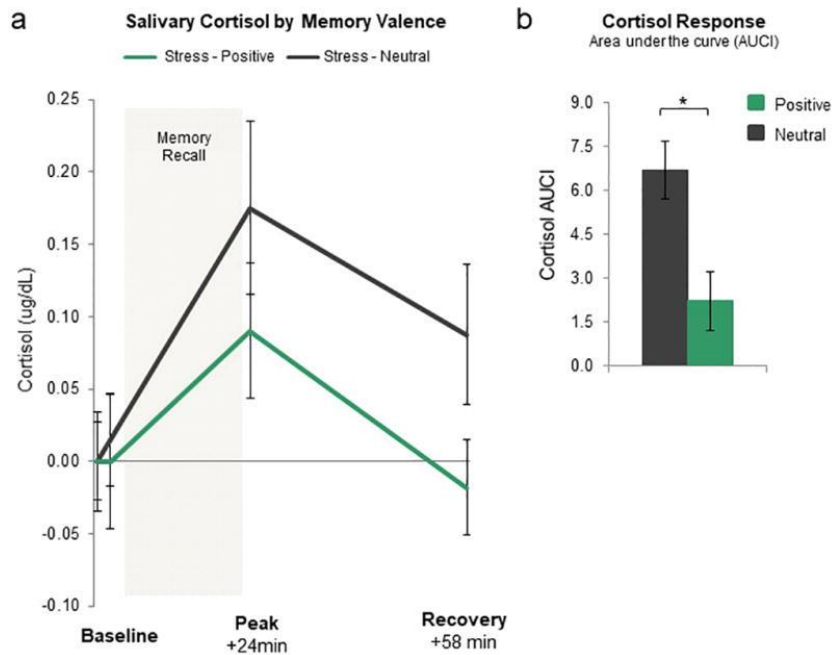 a
Salivary Cortisol by Memory Valence
Stress - Positive
Stress - Neutral
0.25
0.20
0.15
0.10
0.05
0.00
-0.05
-0.10
Cortisol (ug/dL)
Memory
Recall
Baseline
Peak
+24min
Recovery
+58 min
b
Cortisol Response
Area under the curve (AUCI)
Positive
Neutral
*
9.0
7.5
6.0
4.5
3.0
1.5
0.0
Cortisol AUCI